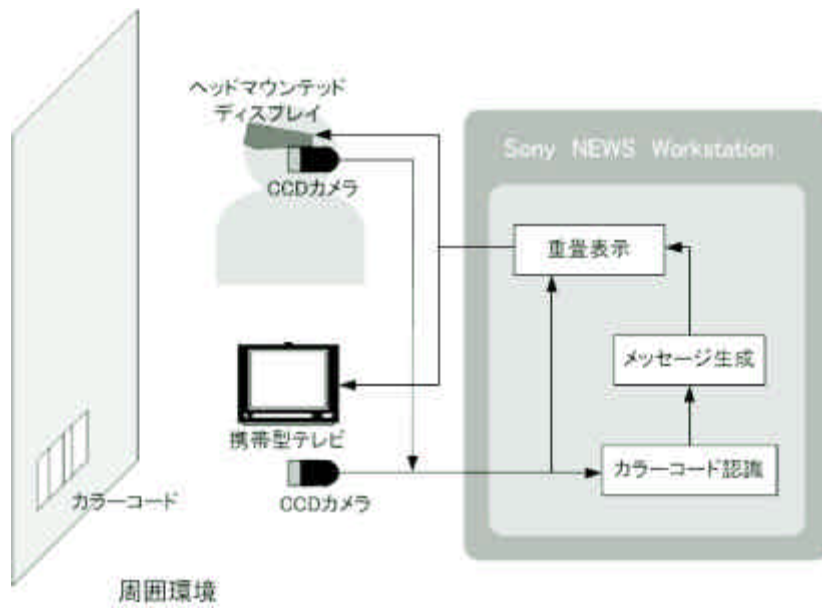 ヘッドマウンテッド
ディスプレイ
CCDカメラ
Sony NEWS Workstation
重畳表示
メッセージ生成
携帯型テレビ
カラーコード認識
CCDカメラ
カラーコード
周囲環境